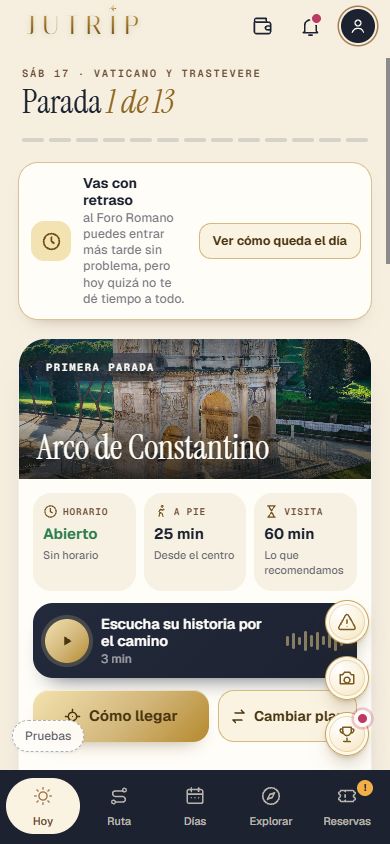 JUTRIP
SÁB 17 · VATICANO Y TRASTEVERE
Parada 1 de 13
Vas con
retraso
al Foro Romano
puedes entrar
más tarde sin
problema, pero
hoy quizá no te
dé tiempo a todo.
Ver cómo queda el día
PRIMERA PARADA
Arco de Constantino
HORARIO
Abierto
Sin horario
A PIE
25 min
Desde el centro
VISITA
60 min
Lo que
recomendamos
Escucha su historia por
el camino
3 min
Cómo llegar
Cambiar pla
Pruebas
Hoy
Ruta
Días
Explorar
!
Reservas